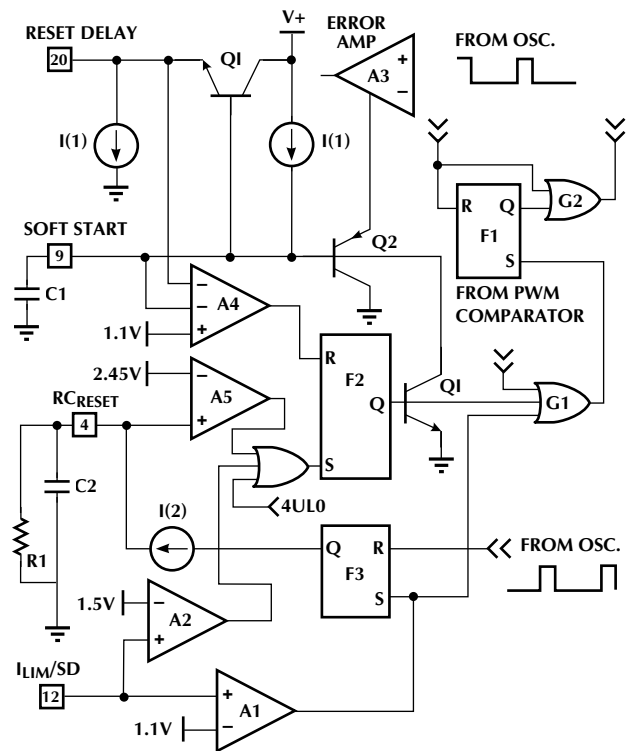 RESET DELAY
20
Q1
V+
ERROR
AMP
A3
+
−
FROM OSC.
I(1)
I(1)
SOFT START
9
C1
Q2
R
F1
Q
S
G2
FROM PWM
COMPARATOR
−
−
+
A4
1.1V
2.45V
−
+
A5
RCRESET
4
R
F2
Q
S
Q1
G1
R1
C2
I(2)
4UL0
Q
R
F3
S
FROM OSC.
1.5V
−
+
A2
ILIM/SD
12
+
−
A1
1.1V